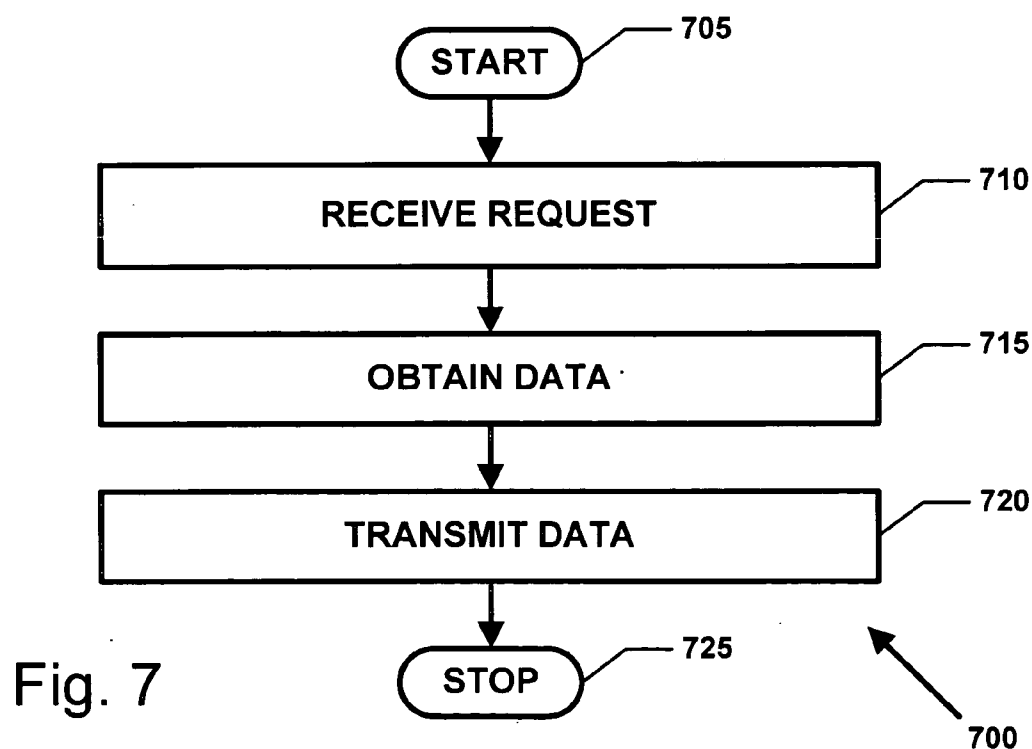 START
705
RECEIVE REQUEST
710
OBTAIN DATA
715
TRANSMIT DATA
720
STOP
725
Fig. 7
700